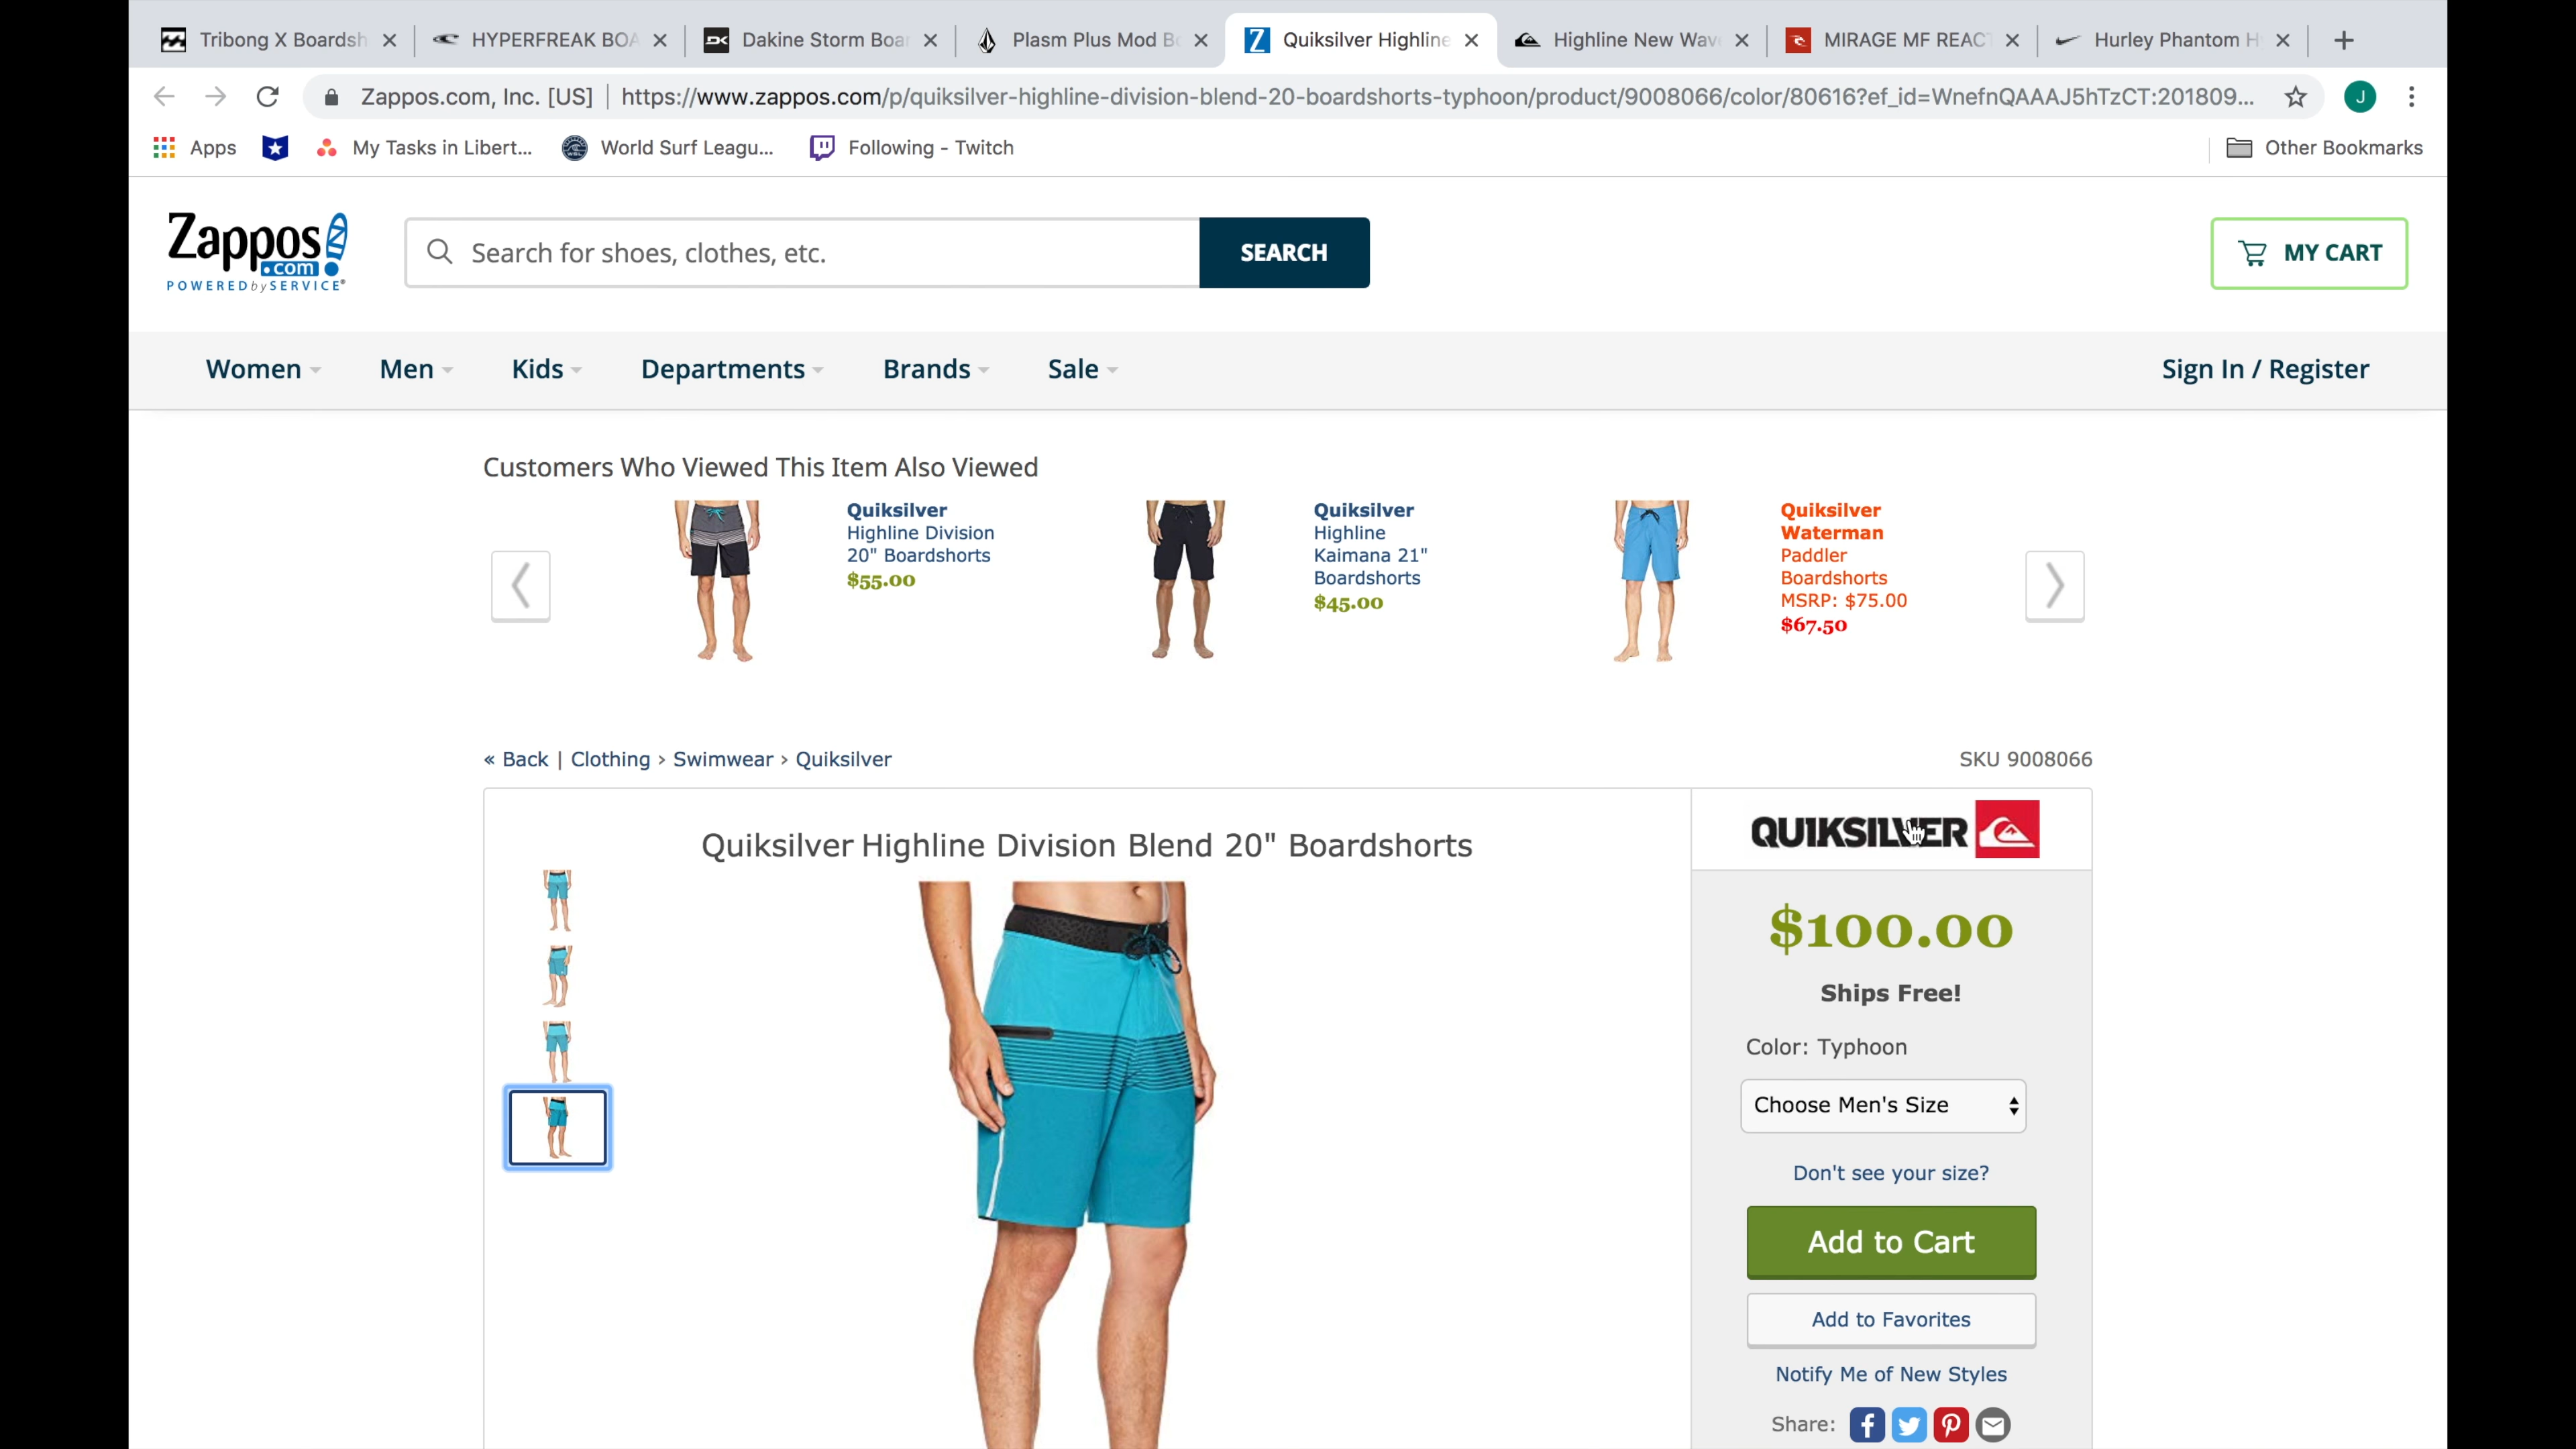 Tribong X Boardsh
HYPERFREAK BOA
Dakine Storm Boar
Plasm Plus Mod Bo
Quiksilver Highline
Highline New Wav
MIRAGE MF REAC
Hurley Phantom H
Zappos.com, Inc. [US] | https://www.zappos.com/p/quiksilver-highline-division-blend-20-boardshorts-typhoon/product/9008066/color/80616?ef_id=WnefnQAAAJ5hTzCT:201809...
J
Apps
My Tasks in Libert...
World Surf Leagu...
Following - Twitch
Other Bookmarks
Zappos
.com
POWERED by SERVICE®
Search for shoes, clothes, etc.
SEARCH
MY CART
Women
Men
Kids
Departments
Brands
Sale
Sign In / Register
Customers Who Viewed This Item Also Viewed
Quiksilver
Highline Division
20" Boardshorts
$55.00
Quiksilver
Highline
Kaimana 21"
Boardshorts
$45.00
Quiksilver
Waterman
Paddler
Boardshorts
MSRP: $75.00
$67.50
« Back | Clothing › Swimwear › Quiksilver
SKU 9008066
Quiksilver Highline Division Blend 20" Boardshorts
QUIKSILVER
$100.00
Ships Free!
Color: Typhoon
Choose Men's Size
Don't see your size?
Add to Cart
Add to Favorites
Notify Me of New Styles
Share: